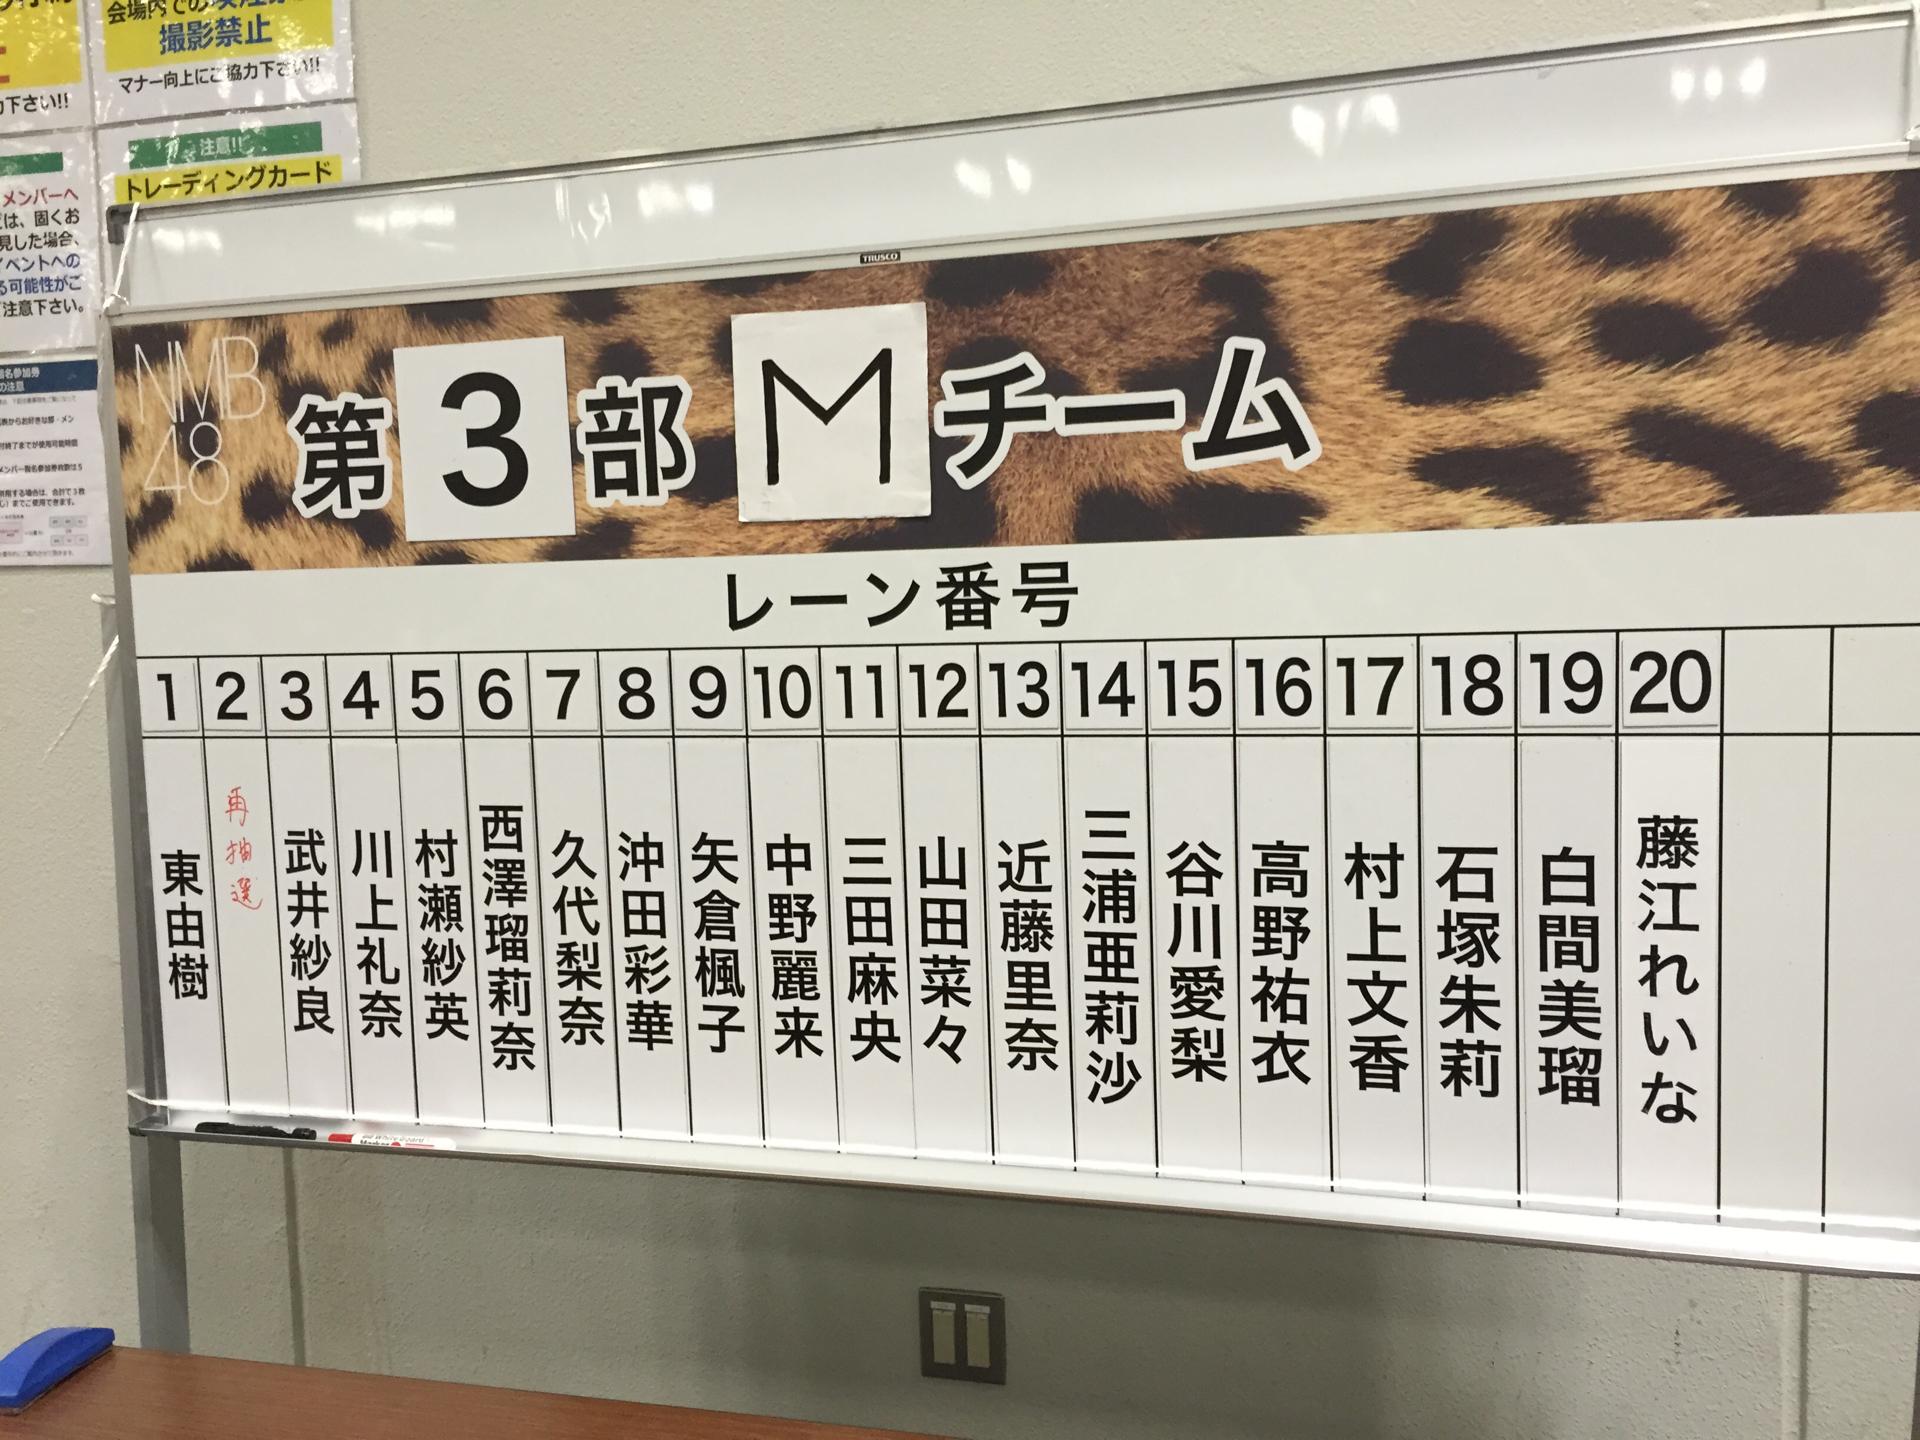 会場内での
撮影禁止
マナー向上にご協力下さい!!
力下さい!!
注意!!
トレーディングカード
メンバーへ
は、固くお
見した場合、
イベントへの
る可能性がご
注意下さい。
TRUSCO
NMB
48
第3部 Mチーム
レーン番号
1 2 3 4 5 6 7 8 9 10 11 12 13 14 15 16 17 18 19 20
東由樹
再抽選
武井紗良
川上礼奈
村瀬紗英
西澤瑠莉奈
久代梨奈
沖田彩華
矢倉楓子
中野麗来
三田麻央
山田菜々
近藤里奈
三浦亜莉沙
谷川愛梨
高野祐衣
村上文香
石塚朱莉
白間美瑠
藤江れいな